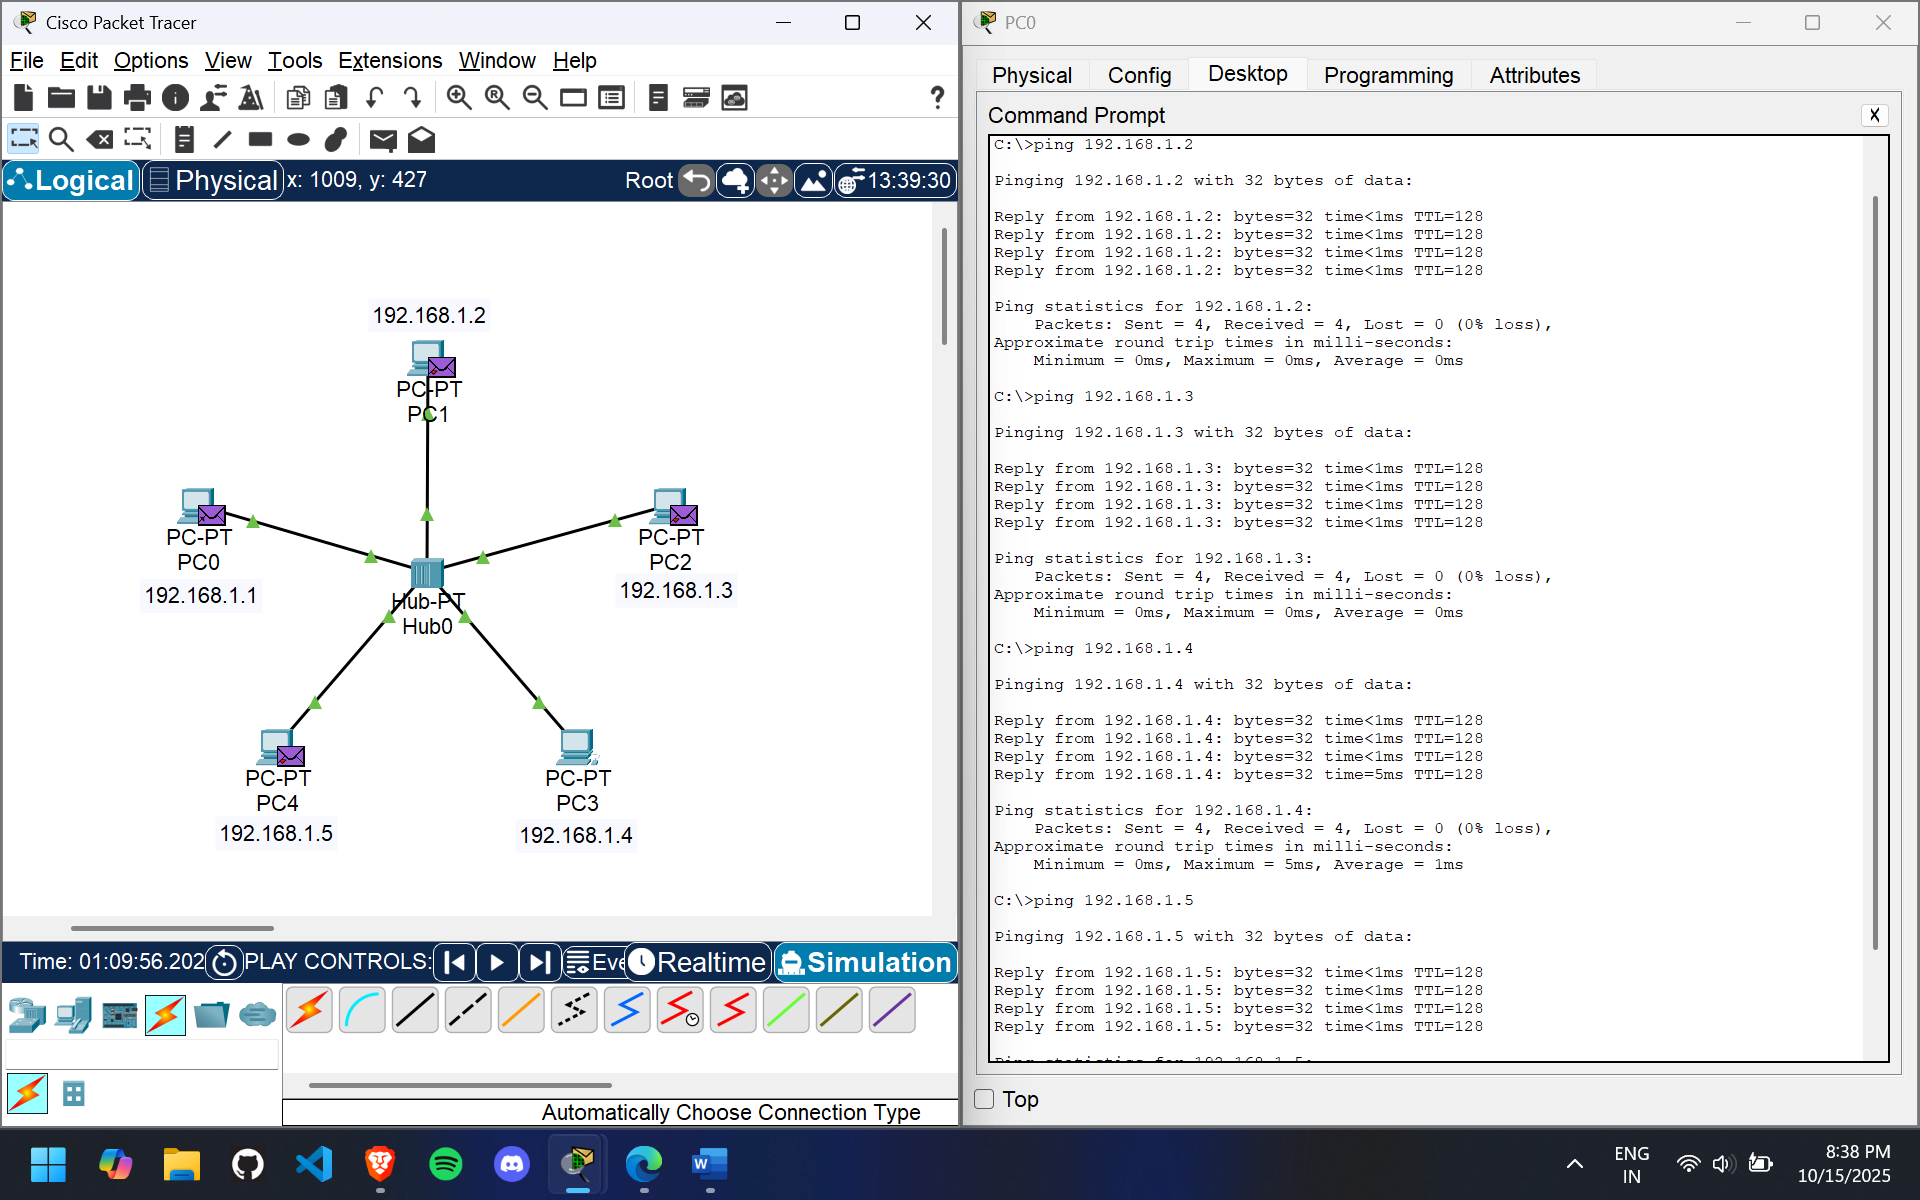 Cisco Packet Tracer
File Edit Options View Tools Extensions Window Help
Logical Physical x: 1009, y: 427 Root 13:39:30
192.168.1.2
PC-PT
PC1
PC-PT
PC0
192.168.1.1
PC-PT
PC2
192.168.1.3
Hub-PT
Hub0
PC-PT
PC4
192.168.1.5
PC-PT
PC3
192.168.1.4
Time: 01:09:56.202 PLAY CONTROLS: Eve Realtime Simulation
Automatically Choose Connection Type
PC0
Physical Config Desktop Programming Attributes
Command Prompt
X
C:\>ping 192.168.1.2
Pinging 192.168.1.2 with 32 bytes of data:
Reply from 192.168.1.2: bytes=32 time<1ms TTL=128
Reply from 192.168.1.2: bytes=32 time<1ms TTL=128
Reply from 192.168.1.2: bytes=32 time<1ms TTL=128
Reply from 192.168.1.2: bytes=32 time<1ms TTL=128
Ping statistics for 192.168.1.2:
Packets: Sent = 4, Received = 4, Lost = 0 (0% loss),
Approximate round trip times in milli-seconds:
Minimum = 0ms, Maximum = 0ms, Average = 0ms
C:\>ping 192.168.1.3
Pinging 192.168.1.3 with 32 bytes of data:
Reply from 192.168.1.3: bytes=32 time<1ms TTL=128
Reply from 192.168.1.3: bytes=32 time<1ms TTL=128
Reply from 192.168.1.3: bytes=32 time<1ms TTL=128
Reply from 192.168.1.3: bytes=32 time<1ms TTL=128
Ping statistics for 192.168.1.3:
Packets: Sent = 4, Received = 4, Lost = 0 (0% loss),
Approximate round trip times in milli-seconds:
Minimum = 0ms, Maximum = 0ms, Average = 0ms
C:\>ping 192.168.1.4
Pinging 192.168.1.4 with 32 bytes of data:
Reply from 192.168.1.4: bytes=32 time<1ms TTL=128
Reply from 192.168.1.4: bytes=32 time<1ms TTL=128
Reply from 192.168.1.4: bytes=32 time<1ms TTL=128
Reply from 192.168.1.4: bytes=32 time=5ms TTL=128
Ping statistics for 192.168.1.4:
Packets: Sent = 4, Received = 4, Lost = 0 (0% loss),
Approximate round trip times in milli-seconds:
Minimum = 0ms, Maximum = 5ms, Average = 1ms
C:\>ping 192.168.1.5
Pinging 192.168.1.5 with 32 bytes of data:
Reply from 192.168.1.5: bytes=32 time<1ms TTL=128
Reply from 192.168.1.5: bytes=32 time<1ms TTL=128
Reply from 192.168.1.5: bytes=32 time<1ms TTL=128
Reply from 192.168.1.5: bytes=32 time<1ms TTL=128
Ping statistics for 192.168.1.5:
Top
ENG
IN
8:38 PM
10/15/2025